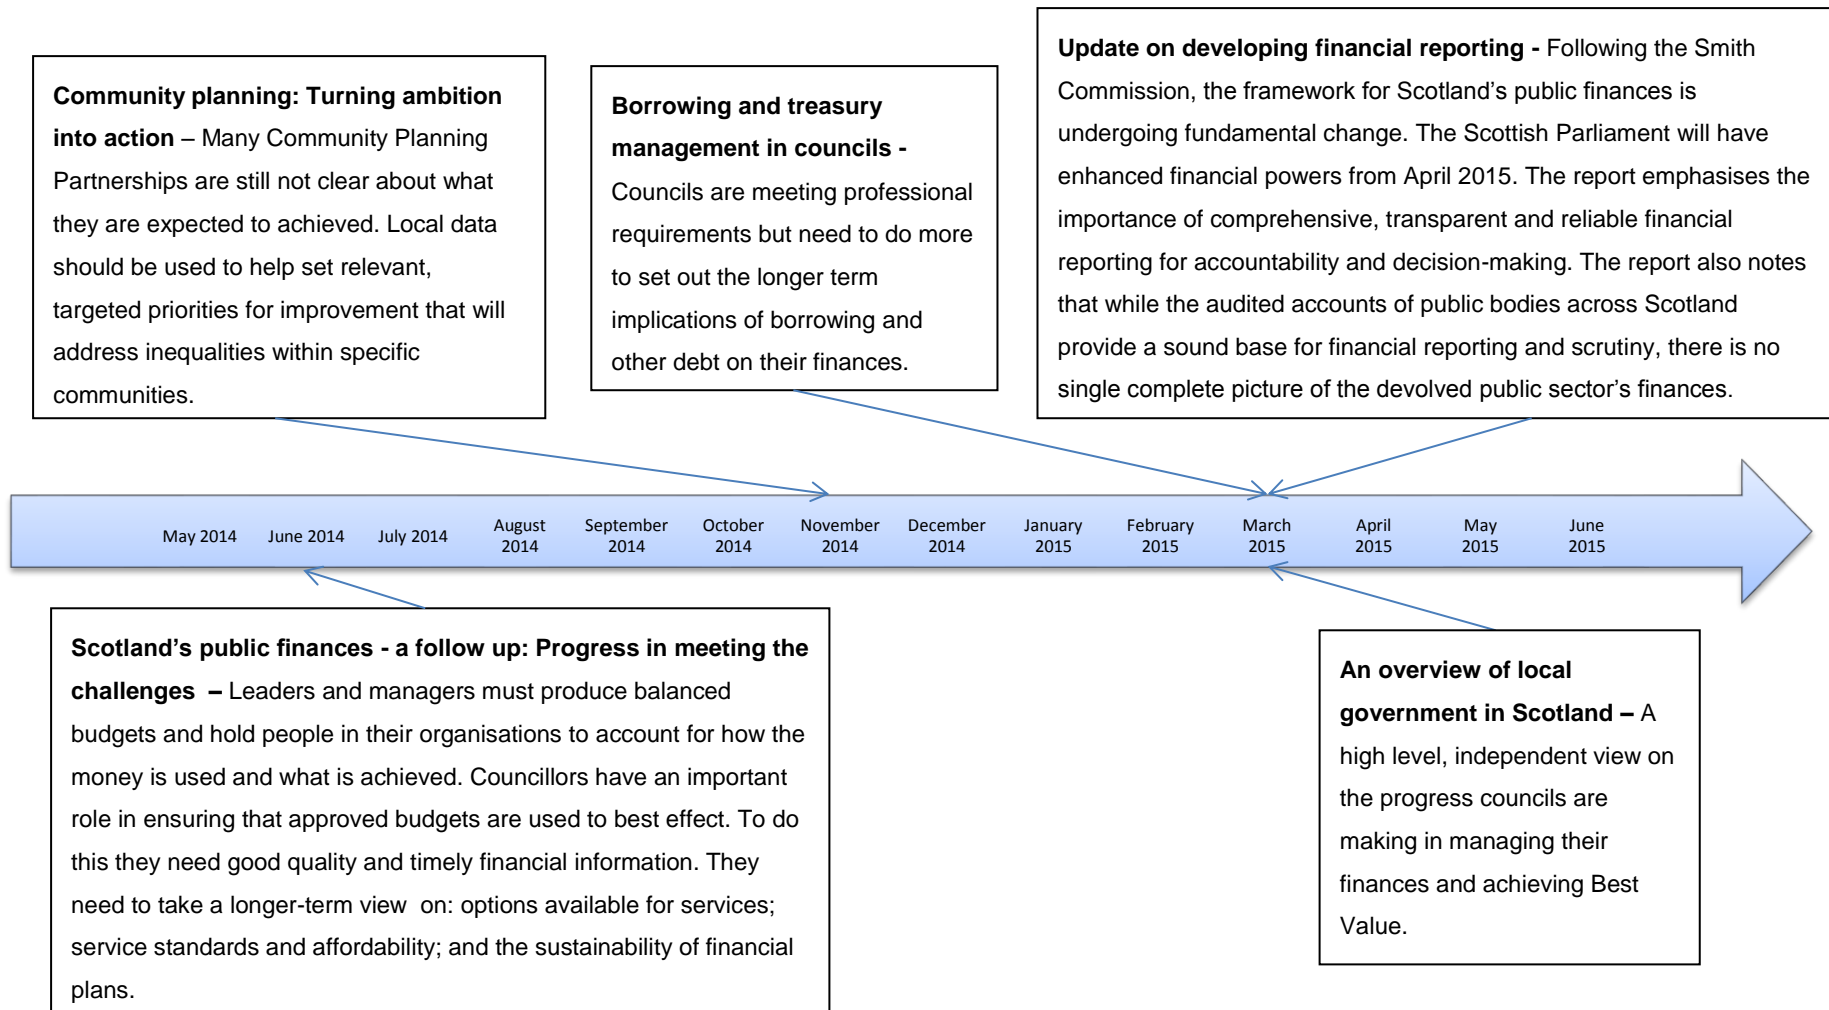 Community planning: Turning ambition
into action – Many Community Planning
Partnerships are still not clear about what
they are expected to achieved. Local data
should be used to help set relevant,
targeted priorities for improvement that will
address inequalities within specific
communities.
Borrowing and treasury
management in councils -
Councils are meeting professional
requirements but need to do more
to set out the longer term
implications of borrowing and
other debt on their finances.
Update on developing financial reporting - Following the Smith
Commission, the framework for Scotland’s public finances is
undergoing fundamental change. The Scottish Parliament will have
enhanced financial powers from April 2015. The report emphasises the
importance of comprehensive, transparent and reliable financial
reporting for accountability and decision-making. The report also notes
that while the audited accounts of public bodies across Scotland
provide a sound base for financial reporting and scrutiny, there is no
single complete picture of the devolved public sector’s finances.
May 2014
June 2014
July 2014
August
2014
September
2014
October
2014
November
2014
December
2014
January
2015
February
2015
March
2015
April
2015
May
2015
June
2015
Scotland’s public finances - a follow up: Progress in meeting the
challenges – Leaders and managers must produce balanced
budgets and hold people in their organisations to account for how the
money is used and what is achieved. Councillors have an important
role in ensuring that approved budgets are used to best effect. To do
this they need good quality and timely financial information. They
need to take a longer-term view on: options available for services;
service standards and affordability; and the sustainability of financial
plans.
An overview of local
government in Scotland – A
high level, independent view on
the progress councils are
making in managing their
finances and achieving Best
Value.